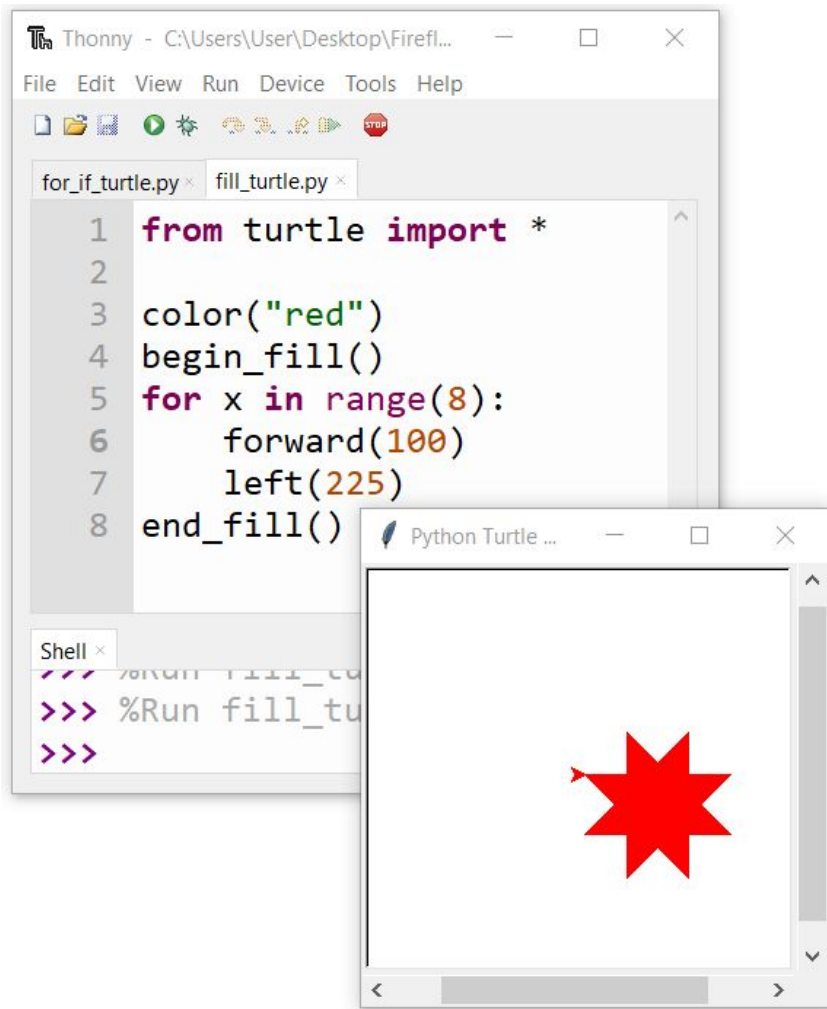 Thonny - C:\Users\User\Desktop\Firefl...
File Edit View Run Device Tools Help
STOP
for_if_turtle.py × fill_turtle.py ×
1 from turtle import *
2
3 color("red")
4 begin_fill()
5 for x in range(8):
6     forward(100)
7     left(225)
8 end_fill()
Python Turtle ...
Shell ×
>>> %Run fill_tu
>>> %Run fill_tu
>>>